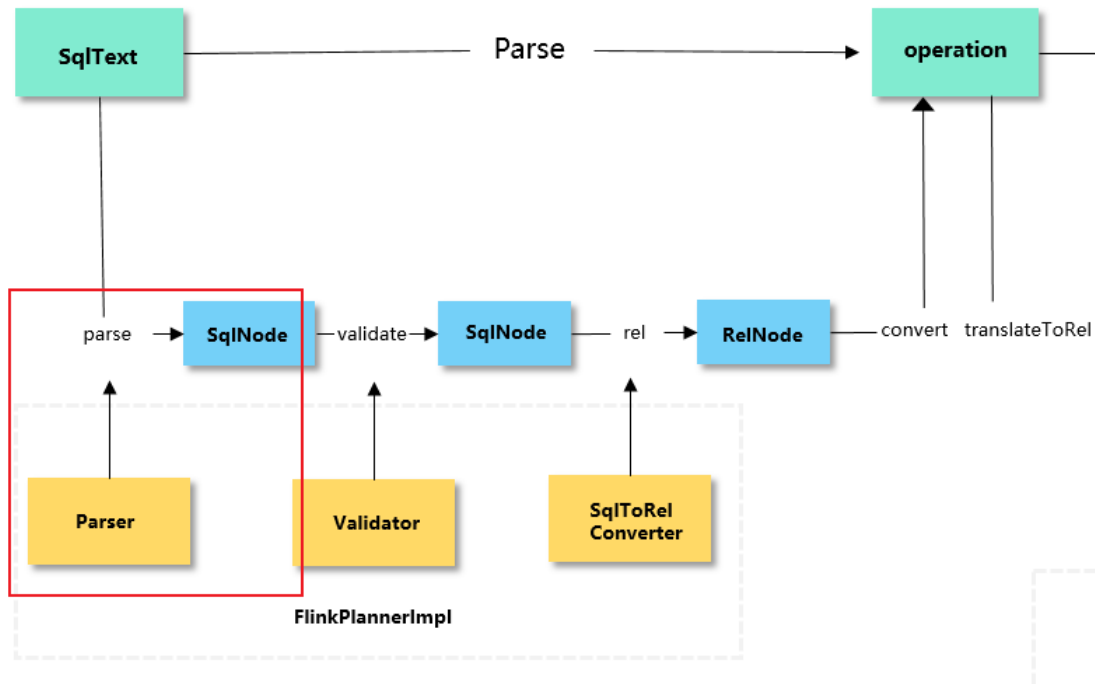 SqlText
Parse
operation
parse
SqlNode
validate
SqlNode
rel
RelNode
convert
translateToRel
Parser
Validator
SqlToRel
Converter
FlinkPlannerImpl